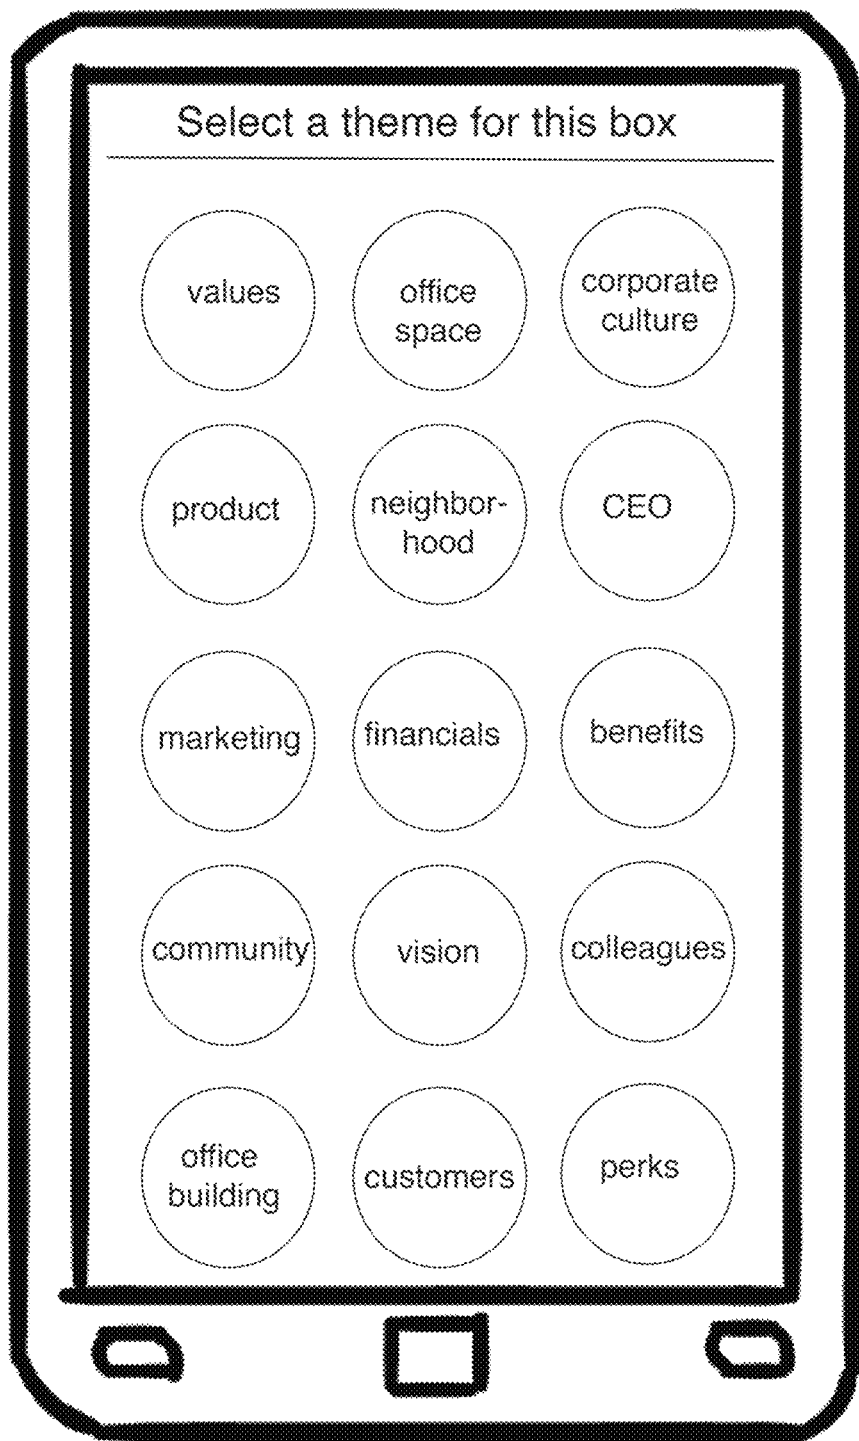 Select a theme for this box
values
office
space
corporate
culture
product
neighbor-
hood
CEO
marketing
financials
benefits
community
vision
colleagues
office
building
customers
perks